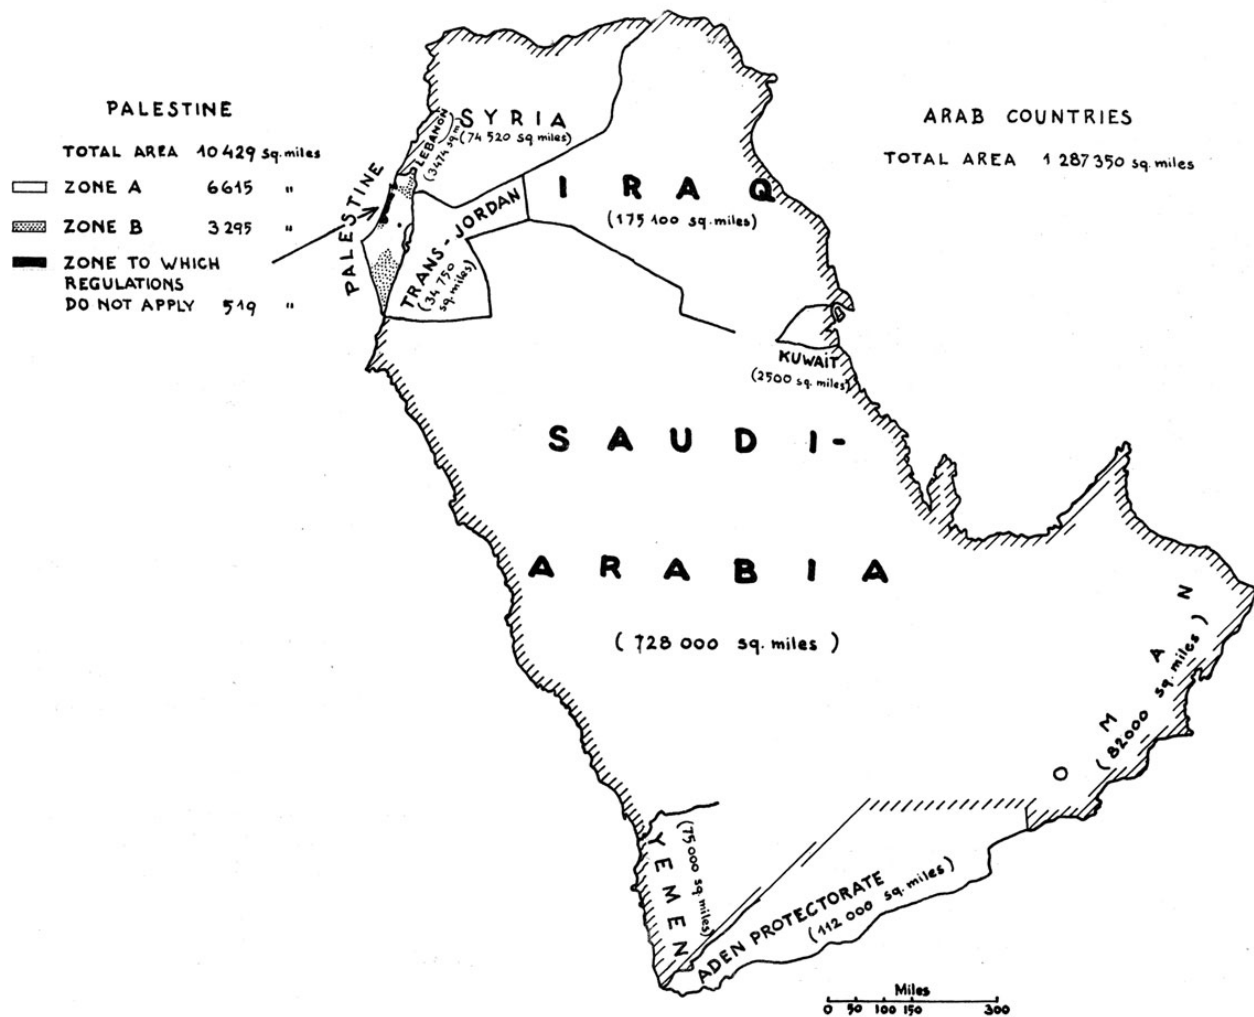 PALESTINE
TOTAL AREA 10 429 sq. miles
ZONE A 6615 "
ZONE B 3 295 "
ZONE TO WHICH
REGULATIONS
DO NOT APPLY 519 "
ARAB COUNTRIES
TOTAL AREA 1 287 350 sq. miles
SYRIA
(74 520 sq miles)
LEBANON
(3474 sq m)
PALESTINE
TRANS-JORDAN
(34 750
sq. miles)
IRAQ
(175 100 sq. miles)
KUWAIT
(2500 sq. miles)
SAUDI-
ARABIA
(728 000 sq. miles)
OMAN
(82000 sq. miles)
YEMEN
(75 000 sq. miles)
ADEN PROTECTORATE
(112 000 sq. miles)
Miles
0 50 100 150 300